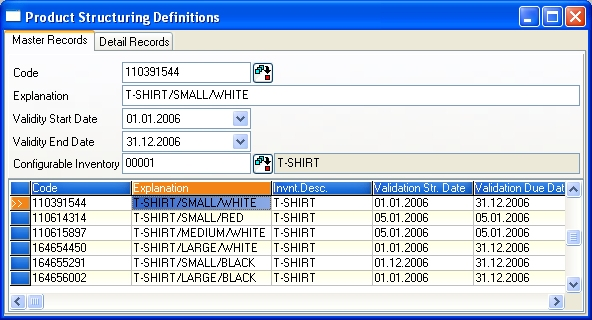 Product Structuring Definitions
Master Records Detail Records
Code 110391544
Explanation T-SHIRT/SMALL/WHITE
Validity Start Date 01.01.2006
Validity End Date 31.12.2006
Configurable Inventory 00001 T-SHIRT
Code Explanation Invnt.Desc. Validation Str. Date Validation Due Dat
>> 110391544 T-SHIRT/SMALL/WHITE T-SHIRT 01.01.2006 31.12.2006
110614314 T-SHIRT/SMALL/RED T-SHIRT 05.01.2006 05.01.2006
110615897 T-SHIRT/MEDIUM/WHITE T-SHIRT 05.01.2006 05.01.2006
164654450 T-SHIRT/LARGE/WHITE T-SHIRT 01.01.2006 31.12.2006
164655291 T-SHIRT/SMALL/BLACK T-SHIRT 01.12.2006 31.12.2006
164656002 T-SHIRT/LARGE/BLACK T-SHIRT 01.01.2006 31.12.2006